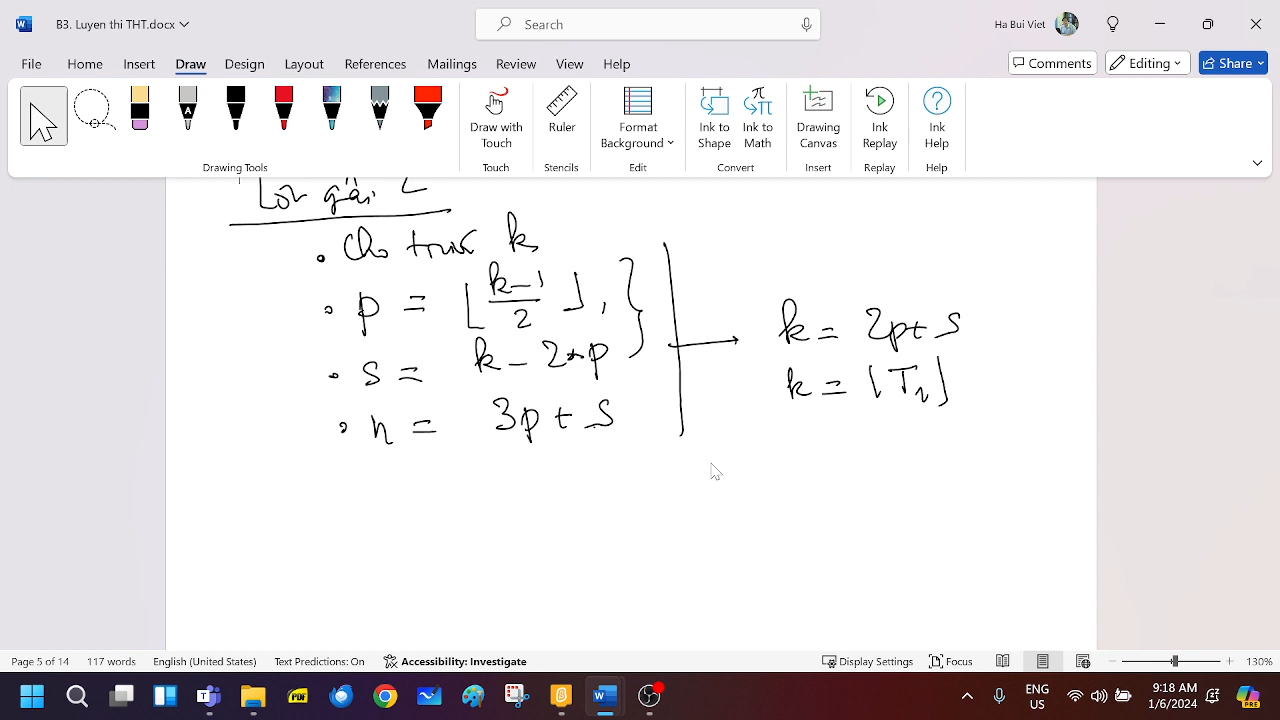 B3. Luyen thi THT.docx
Search
Ha Bui Viet
File Home Insert Draw Design Layout References Mailings Review View Help
Comments Editing Share
Draw with Touch
Ruler
Format Background
Ink to Shape
Ink to Math
Drawing Canvas
Ink Replay
Ink Help
Drawing Tools Touch Stencils Edit Convert Insert Replay Help
Lời giải 2
• Cho trước k,
• p = ⌊(k-1)/2⌋,
• s = k - 2*p
• n = 3p + s
k = 2p + s
k =
Page 5 of 14 117 words English (United States) Text Predictions: On Accessibility: Investigate Display Settings Focus 130%
ENG
US
9:18 AM
1/6/2024
PRE